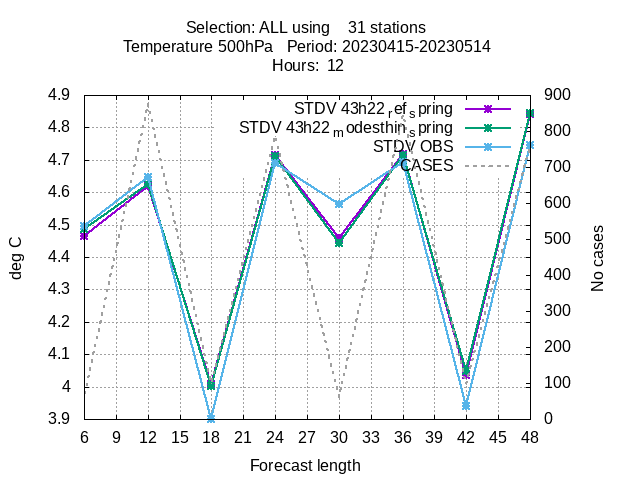 Selection: ALL using 31 stations
Temperature 500hPa Period: 20230415-20230514
Hours: 12
4.9
4.8
4.7
4.6
4.5
4.4
4.3
4.2
4.1
4
3.9
deg C
STDV 43h22 ref spring
STDV 43h22 modesthin spring
STDV OBS
CASES
900
800
700
600
500
400
300
200
100
0
No cases
6 9 12 15 18 21 24 27 30 33 36 39 42 45 48
Forecast length